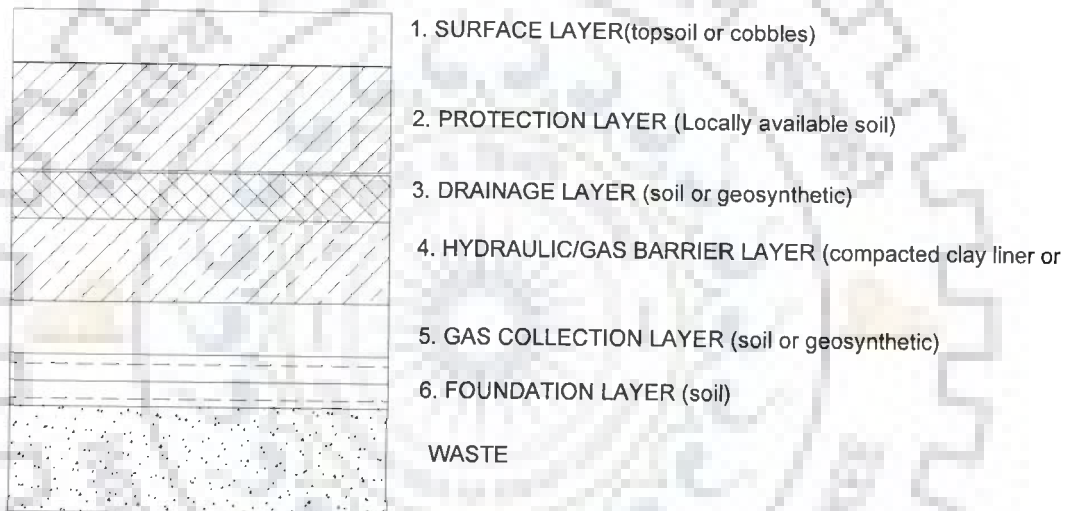 1. SURFACE LAYER(topsoil or cobbles)
2. PROTECTION LAYER (Locally available soil)
3. DRAINAGE LAYER (soil or geosynthetic)
4. HYDRAULIC/GAS BARRIER LAYER (compacted clay liner or
5. GAS COLLECTION LAYER (soil or geosynthetic)
6. FOUNDATION LAYER (soil)
WASTE